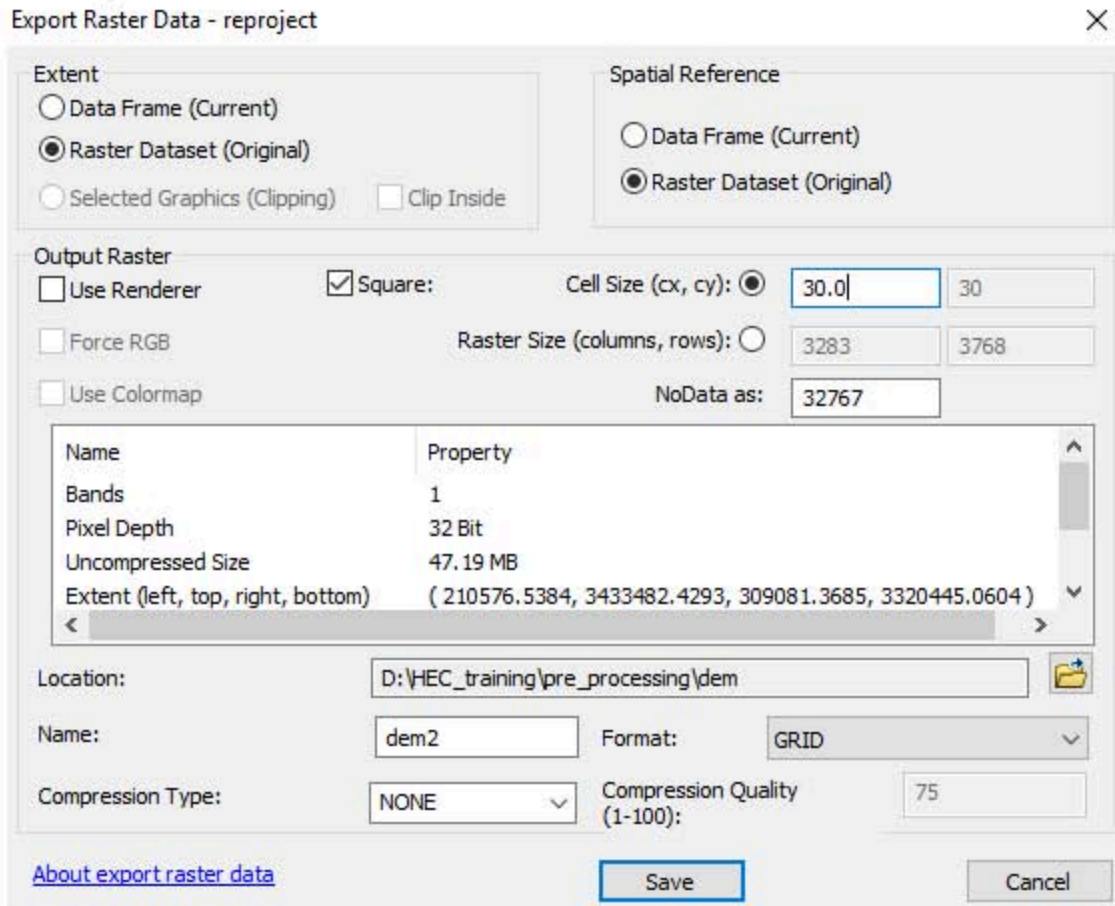 Export Raster Data - reproject
Extent
Data Frame (Current)
Raster Dataset (Original)
Selected Graphics (Clipping) Clip Inside
Spatial Reference
Data Frame (Current)
Raster Dataset (Original)
Output Raster
Use Renderer Square: Cell Size (cx, cy): 30.0 30
Force RGB Raster Size (columns, rows): 3283 3768
Use Colormap NoData as: 32767
Name Property
Bands 1
Pixel Depth 32 Bit
Uncompressed Size 47.19 MB
Extent (left, top, right, bottom) ( 210576.5384, 3433482.4293, 309081.3685, 3320445.0604 )
Location: D:\HEC_training\pre_processing\dem
Name: dem2 Format: GRID
Compression Type: NONE Compression Quality (1-100): 75
About export raster data Save Cancel